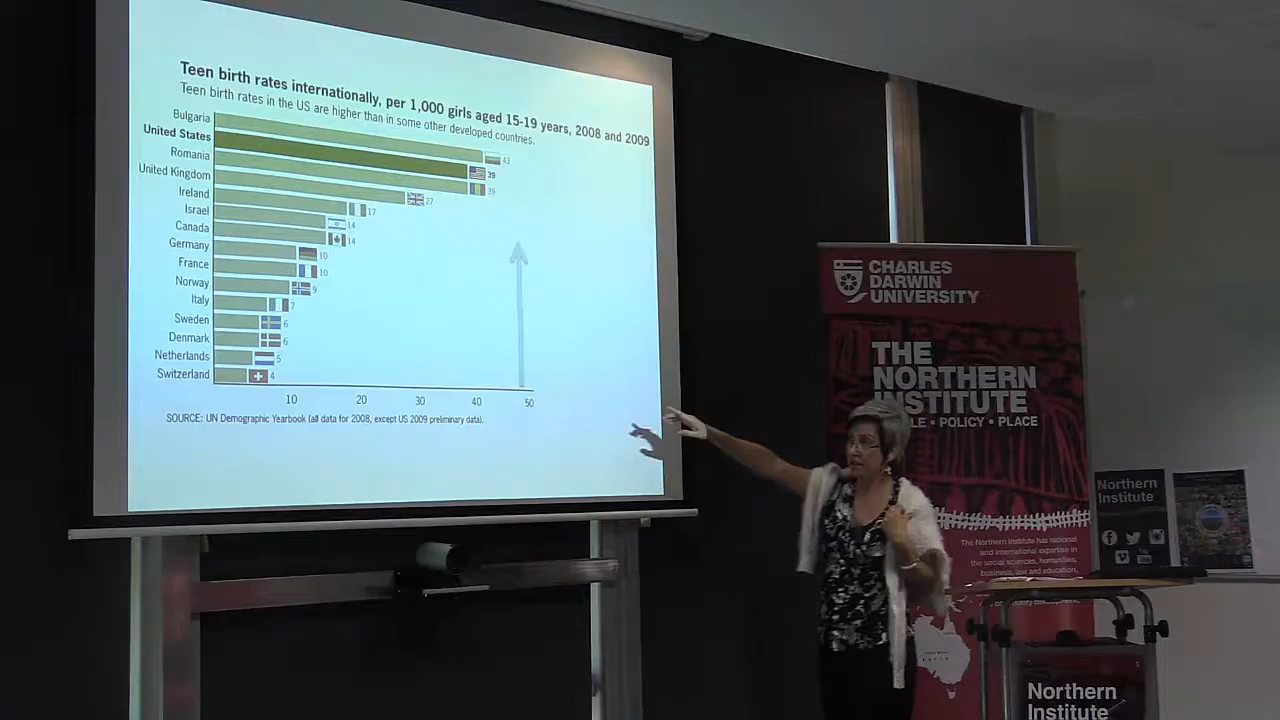 Teen birth rates internationally, per 1,000 girls aged 15-19 years, 2008 and 2009
Teen birth rates in the US are higher than in some other developed countries.
Bulgaria 43
United States 39
Romania 39
United Kingdom 27
Ireland 17
Israel 14
Canada 14
Germany 10
France 10
Norway 9
Italy 7
Sweden 6
Denmark 6
Netherlands 5
Switzerland 4
10 20 30 40 50
SOURCE: UN Demographic Yearbook (all data for 2008, except US 2009 preliminary data).
CHARLES
DARWIN
UNIVERSITY
THE
NORTHERN
INSTITUTE
LE • POLICY • PLACE
The Northern Institute has national
and international expertise in
the social sciences, humanities,
business, law and education,
Northern
Institute
Northern
Institute